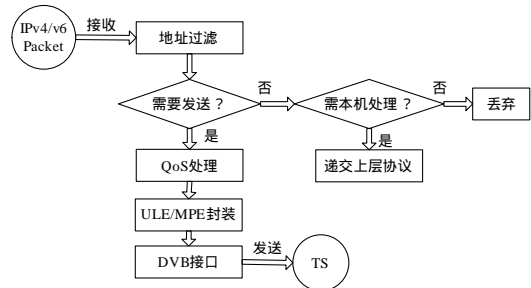 IPv4/v6
Packet
接收
地址过滤
需要发送？
否
需本机处理？
否
丢弃
是
是
QoS处理
递交上层协议
ULE/MPE封装
DVB接口
发送
TS